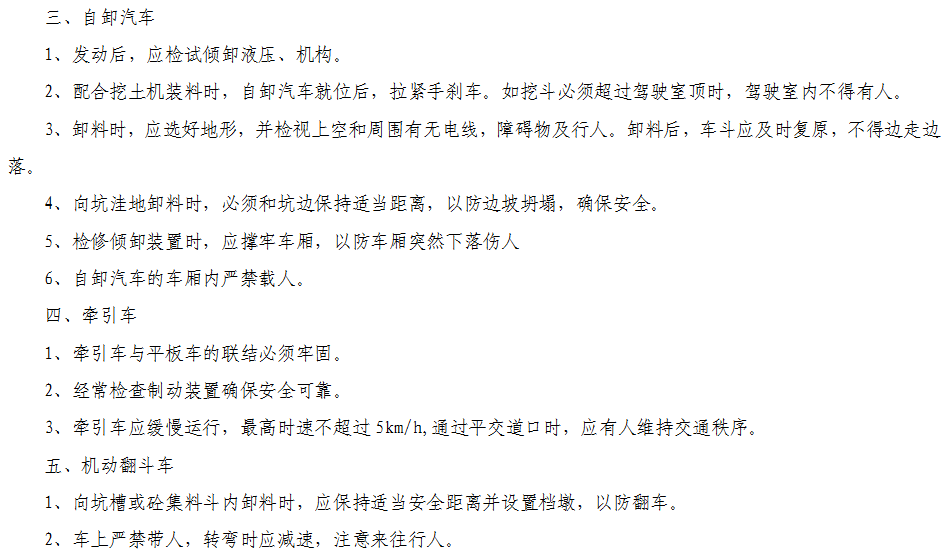 三、自卸汽车
1、发动后，应检试倾卸液压、机构。
2、配合挖土机装料时，自卸汽车就位后，拉紧手刹车。如挖斗必须超过驾驶室顶时，驾驶室内不得有人。
3、卸料时，应选好地形，并检视上空和周围有无电线，障碍物及行人。卸料后，车斗应及时复原，不得边走边
落。
4、向坑洼地卸料时，必须和坑边保持适当距离，以防边坡坍塌，确保安全。
5、检修倾卸装置时，应撑牢车厢，以防车厢突然下落伤人
6、自卸汽车的车厢内严禁载人。
四、牵引车
1、牵引车与平板车的联结必须牢固。
2、经常检查制动装置确保安全可靠。
3、牵引车应缓慢运行，最高时速不超过 5km/h,通过平交道口时，应有人维持交通秩序。
五、机动翻斗车
1、向坑槽或砼集料斗内卸料时，应保持适当安全距离并设置档墩，以防翻车。
2、车上严禁带人，转弯时应减速，注意来往行人。